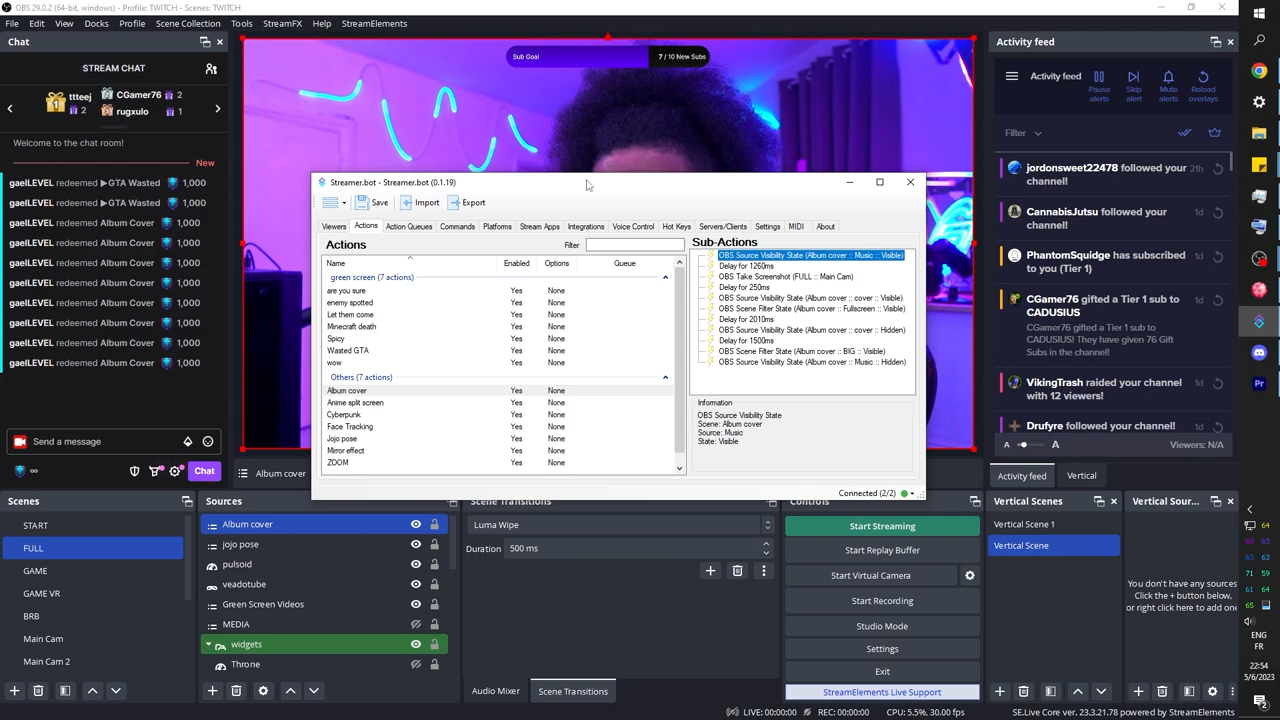 OBS 29.0.2 (64-bit, windows) - Profile: TWITCH - Scenes: TWITCH
File View Docks Profile Scene Collection Tools StreamFX Help StreamElements
Chat
STREAM CHAT
ttteej 2
CGamer76 2
rugxulo 1
Welcome to the chat room!
New
gaelLEVEL redeemed ▶GTA Wasted 1,000
gaelLEVEL redeemed ▶GTA Wasted 1,000
gaelLEVEL redeemed Album Cover 1,000
gaelLEVEL redeemed Album Cover 1,000
gaelLEVEL redeemed Album Cover 1,000
gaelLEVEL redeemed Album Cover 1,000
gaelLEVEL redeemed Album Cover 1,000
gaelLEVEL redeemed Album Cover 1,000
gaelLEVEL redeemed Album Cover 1,000
gaelLEVEL redeemed Album Cover 1,000
Send a message
∞
Chat
Sub Goal
7 / 10 New Subs
Streamer.bot - Streamer.bot (0.1.19)
Save Import Export
Viewers Actions Action Queues Commands Platforms Stream Apps Integrations Voice Control Hot Keys Servers/Clients Settings MIDI About
Actions
Filter
Name Enabled Options Queue
green screen (7 actions)
are you sure Yes None
enemy spotted Yes None
Let them come Yes None
Minecraft death Yes None
Spicy Yes None
Wasted GTA Yes None
wow Yes None
Others (7 actions)
Album cover Yes None
Anime split screen Yes None
Cyberpunk Yes None
Face Tracking Yes None
Jojo pose Yes None
Mirror effect Yes None
ZOOM Yes None
Sub-Actions
OBS Source Visibility State (Album cover :: Music :: Visible)
Delay for 1260ms
OBS Take Screenshot (FULL :: Main Cam)
Delay for 250ms
OBS Source Visibility State (Album cover :: cover :: Visible)
OBS Scene Filter State (Album cover :: Fullscreen :: Visible)
Delay for 2010ms
OBS Source Visibility State (Album cover :: cover :: Hidden)
Delay for 1500ms
OBS Scene Filter State (Album cover :: BIG :: Visible)
OBS Source Visibility State (Album cover :: Music :: Hidden)
Information
OBS Source Visibility State
Scene: Album cover
Source: Music
State: Visible
Connected (2/2)
Activity feed
Activity feed
Pause alerts
Skip alert
Mute alerts
Reload overlays
Filter
jordonsweet22478 followed your channel!
21h
CannabisJutsu followed your channel!
1d
PhantomSquidge has subscribed to you (Tier 1)
1d
CGamer76 gifted a Tier 1 sub to CADUSIUS
1d
CGamer76 gifted a Tier 1 sub to CADUSIUS! They have given 76 Gift Subs in the channel!
VikingTrash raided your channel with 12 viewers!
1d
Drufyre followed your channel!
1d
A A Viewers: N/A
Activity feed Vertical
Album cover
Scenes
START
FULL
GAME
GAME VR
BRB
Main Cam
Main Cam 2
Sources
Album cover
jojo pose
pulsoid
veadotube
Green Screen Videos
MEDIA
widgets
Throne
Scene Transitions
Luma Wipe
Duration 500 ms
Audio Mixer Scene Transitions
Controls
Start Streaming
Start Replay Buffer
Start Virtual Camera
Start Recording
Studio Mode
Settings
Exit
StreamElements Live Support
Vertical Scenes
Vertical Scene 1
Vertical Scene
Vertical Sour...
You don't have any sources
Click the + button below,
or right click here to add one
LIVE: 00:00:00 REC: 00:00:00 CPU: 5.5%, 30.00 fps SE.Live Core ver. 23.3.21.78 powered by StreamElements
Pr
64
63 63
63 63
71 59
61 64
65
ENG
FR
22:54
5/6/2023
2